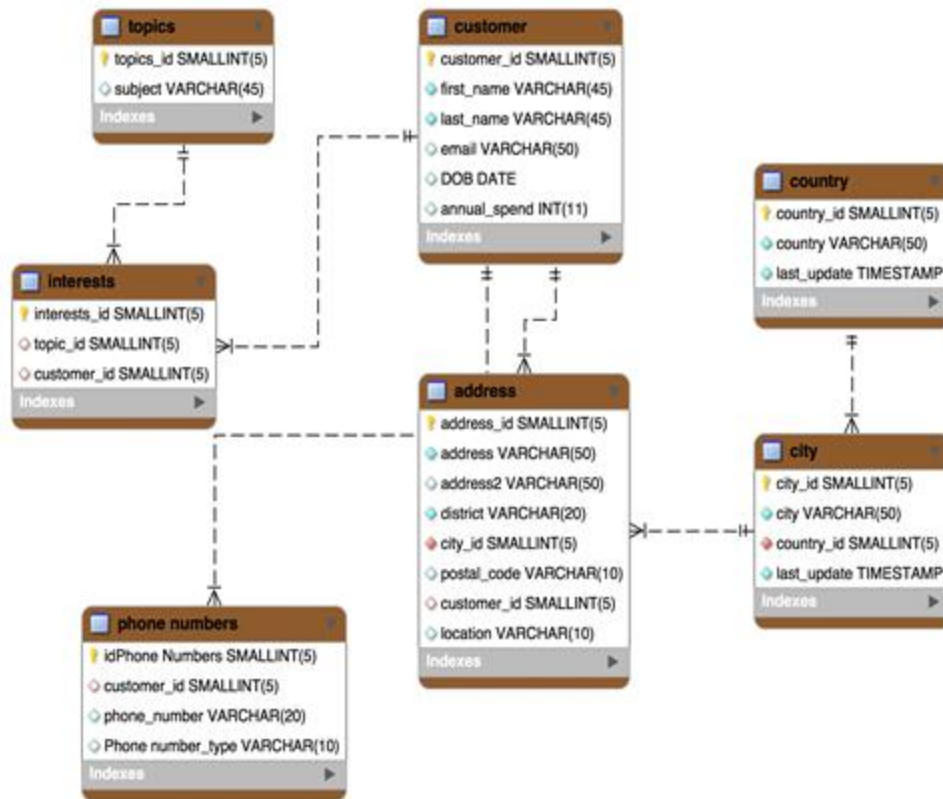 topics
topics_id SMALLINT(5)
subject VARCHAR(45)
Indexes
customer
customer_id SMALLINT(5)
first_name VARCHAR(45)
last_name VARCHAR(45)
email VARCHAR(50)
DOB DATE
annual_spend INT(11)
Indexes
country
country_id SMALLINT(5)
country VARCHAR(50)
last_update TIMESTAMP
Indexes
interests
interests_id SMALLINT(5)
topic_id SMALLINT(5)
customer_id SMALLINT(5)
Indexes
address
address_id SMALLINT(5)
address VARCHAR(50)
address2 VARCHAR(50)
district VARCHAR(20)
city_id SMALLINT(5)
postal_code VARCHAR(10)
customer_id SMALLINT(5)
location VARCHAR(10)
Indexes
city
city_id SMALLINT(5)
city VARCHAR(50)
country_id SMALLINT(5)
last_update TIMESTAMP
Indexes
phone numbers
idPhone Numbers SMALLINT(5)
customer_id SMALLINT(5)
phone_number VARCHAR(20)
Phone number_type VARCHAR(10)
Indexes